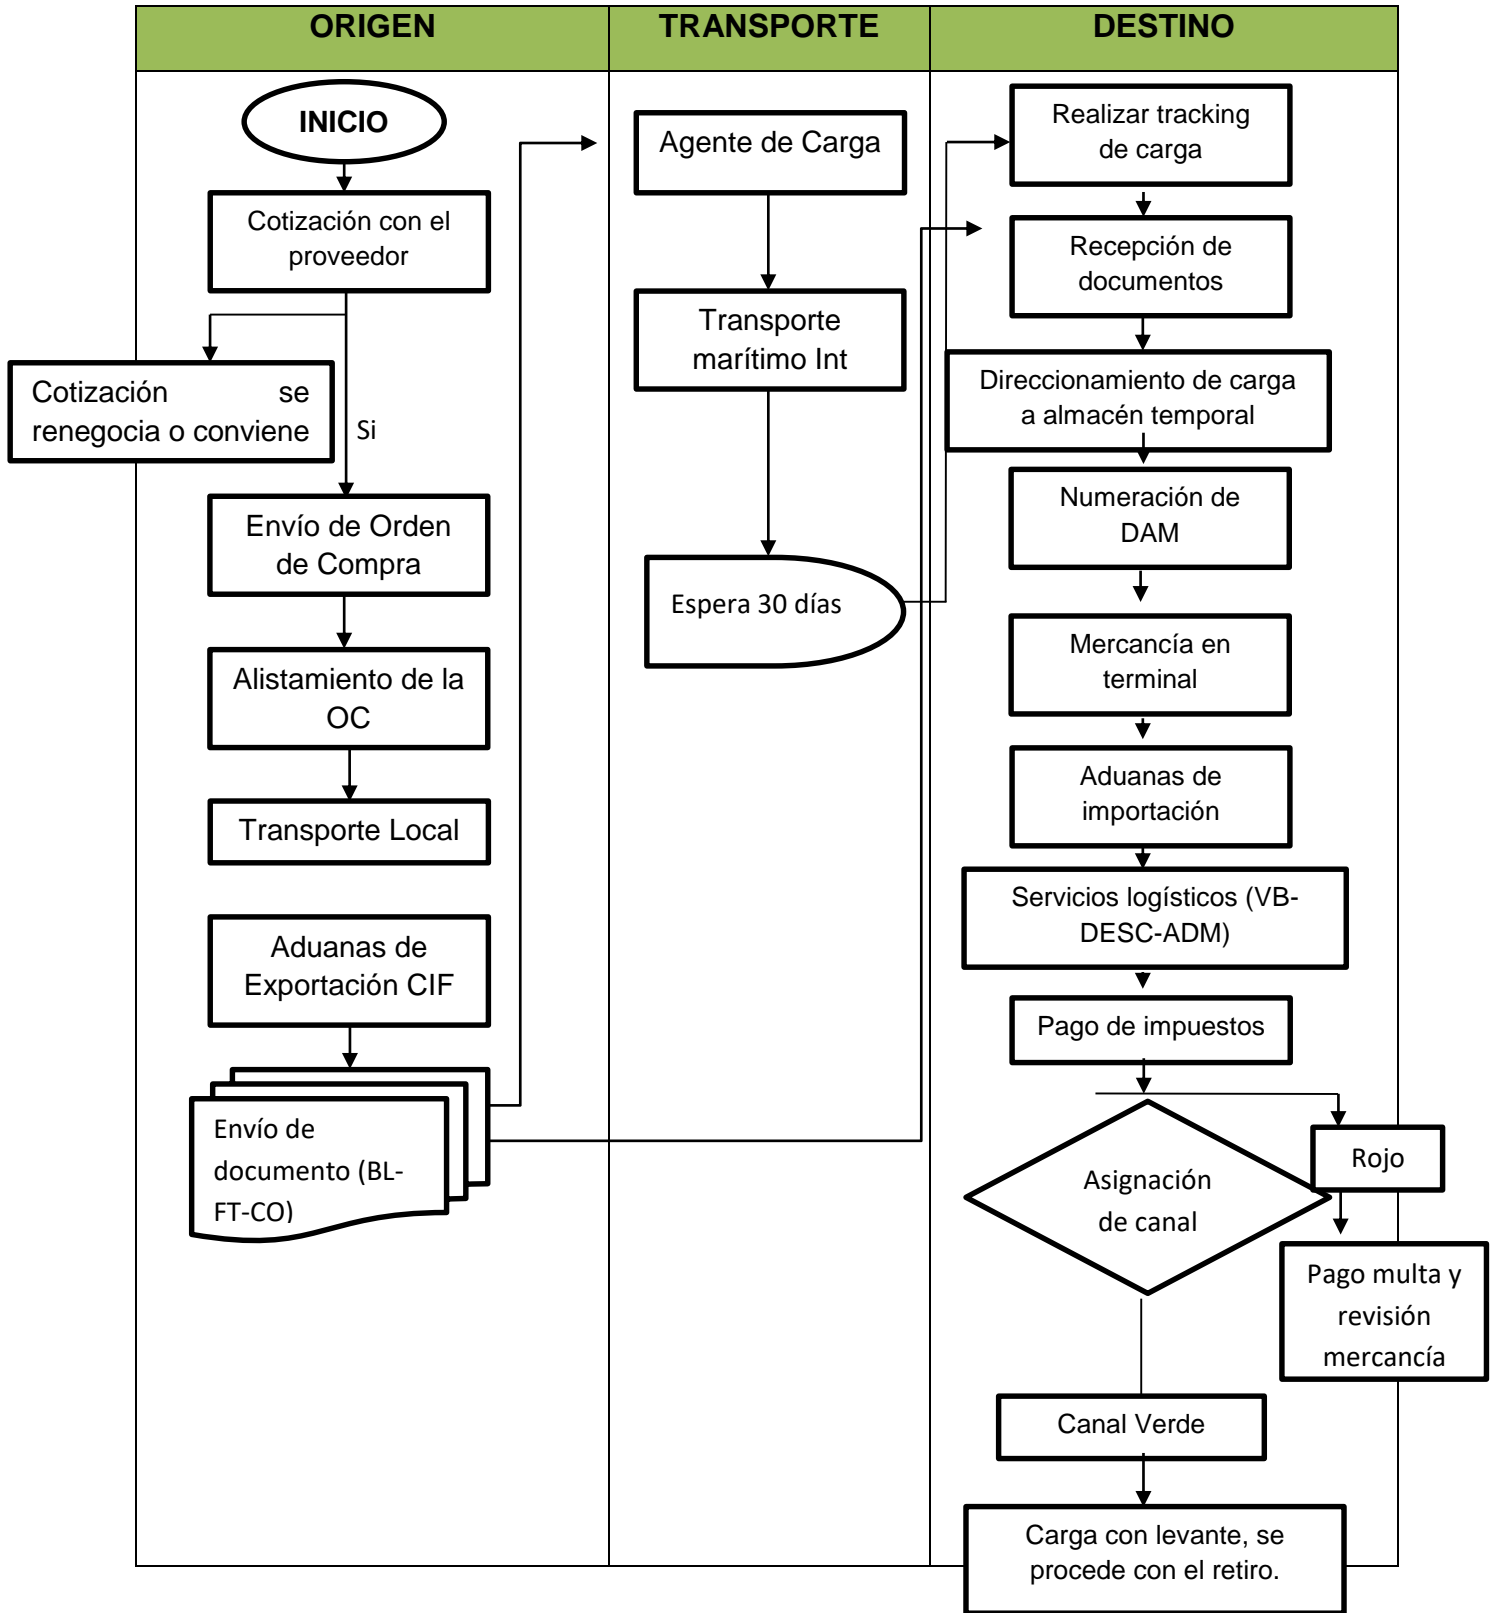 ORIGEN
TRANSPORTE
DESTINO
INICIO
Cotización con el
proveedor
Cotización se
renegocia o conviene
Si
Envío de Orden
de Compra
Alistamiento de la
OC
Transporte Local
Aduanas de
Exportación CIF
Envío de
documento (BL-
FT-CO)
Agente de Carga
Transporte
marítimo Int
Espera 30 días
Realizar tracking
de carga
Recepción de
documentos
Direccionamiento de carga
a almacén temporal
Numeración de
DAM
Mercancía en
terminal
Aduanas de
importación
Servicios logísticos (VB-
DESC-ADM)
Pago de impuestos
Asignación
de canal
Rojo
Pago multa y
revisión
mercancía
Canal Verde
Carga con levante, se
procede con el retiro.